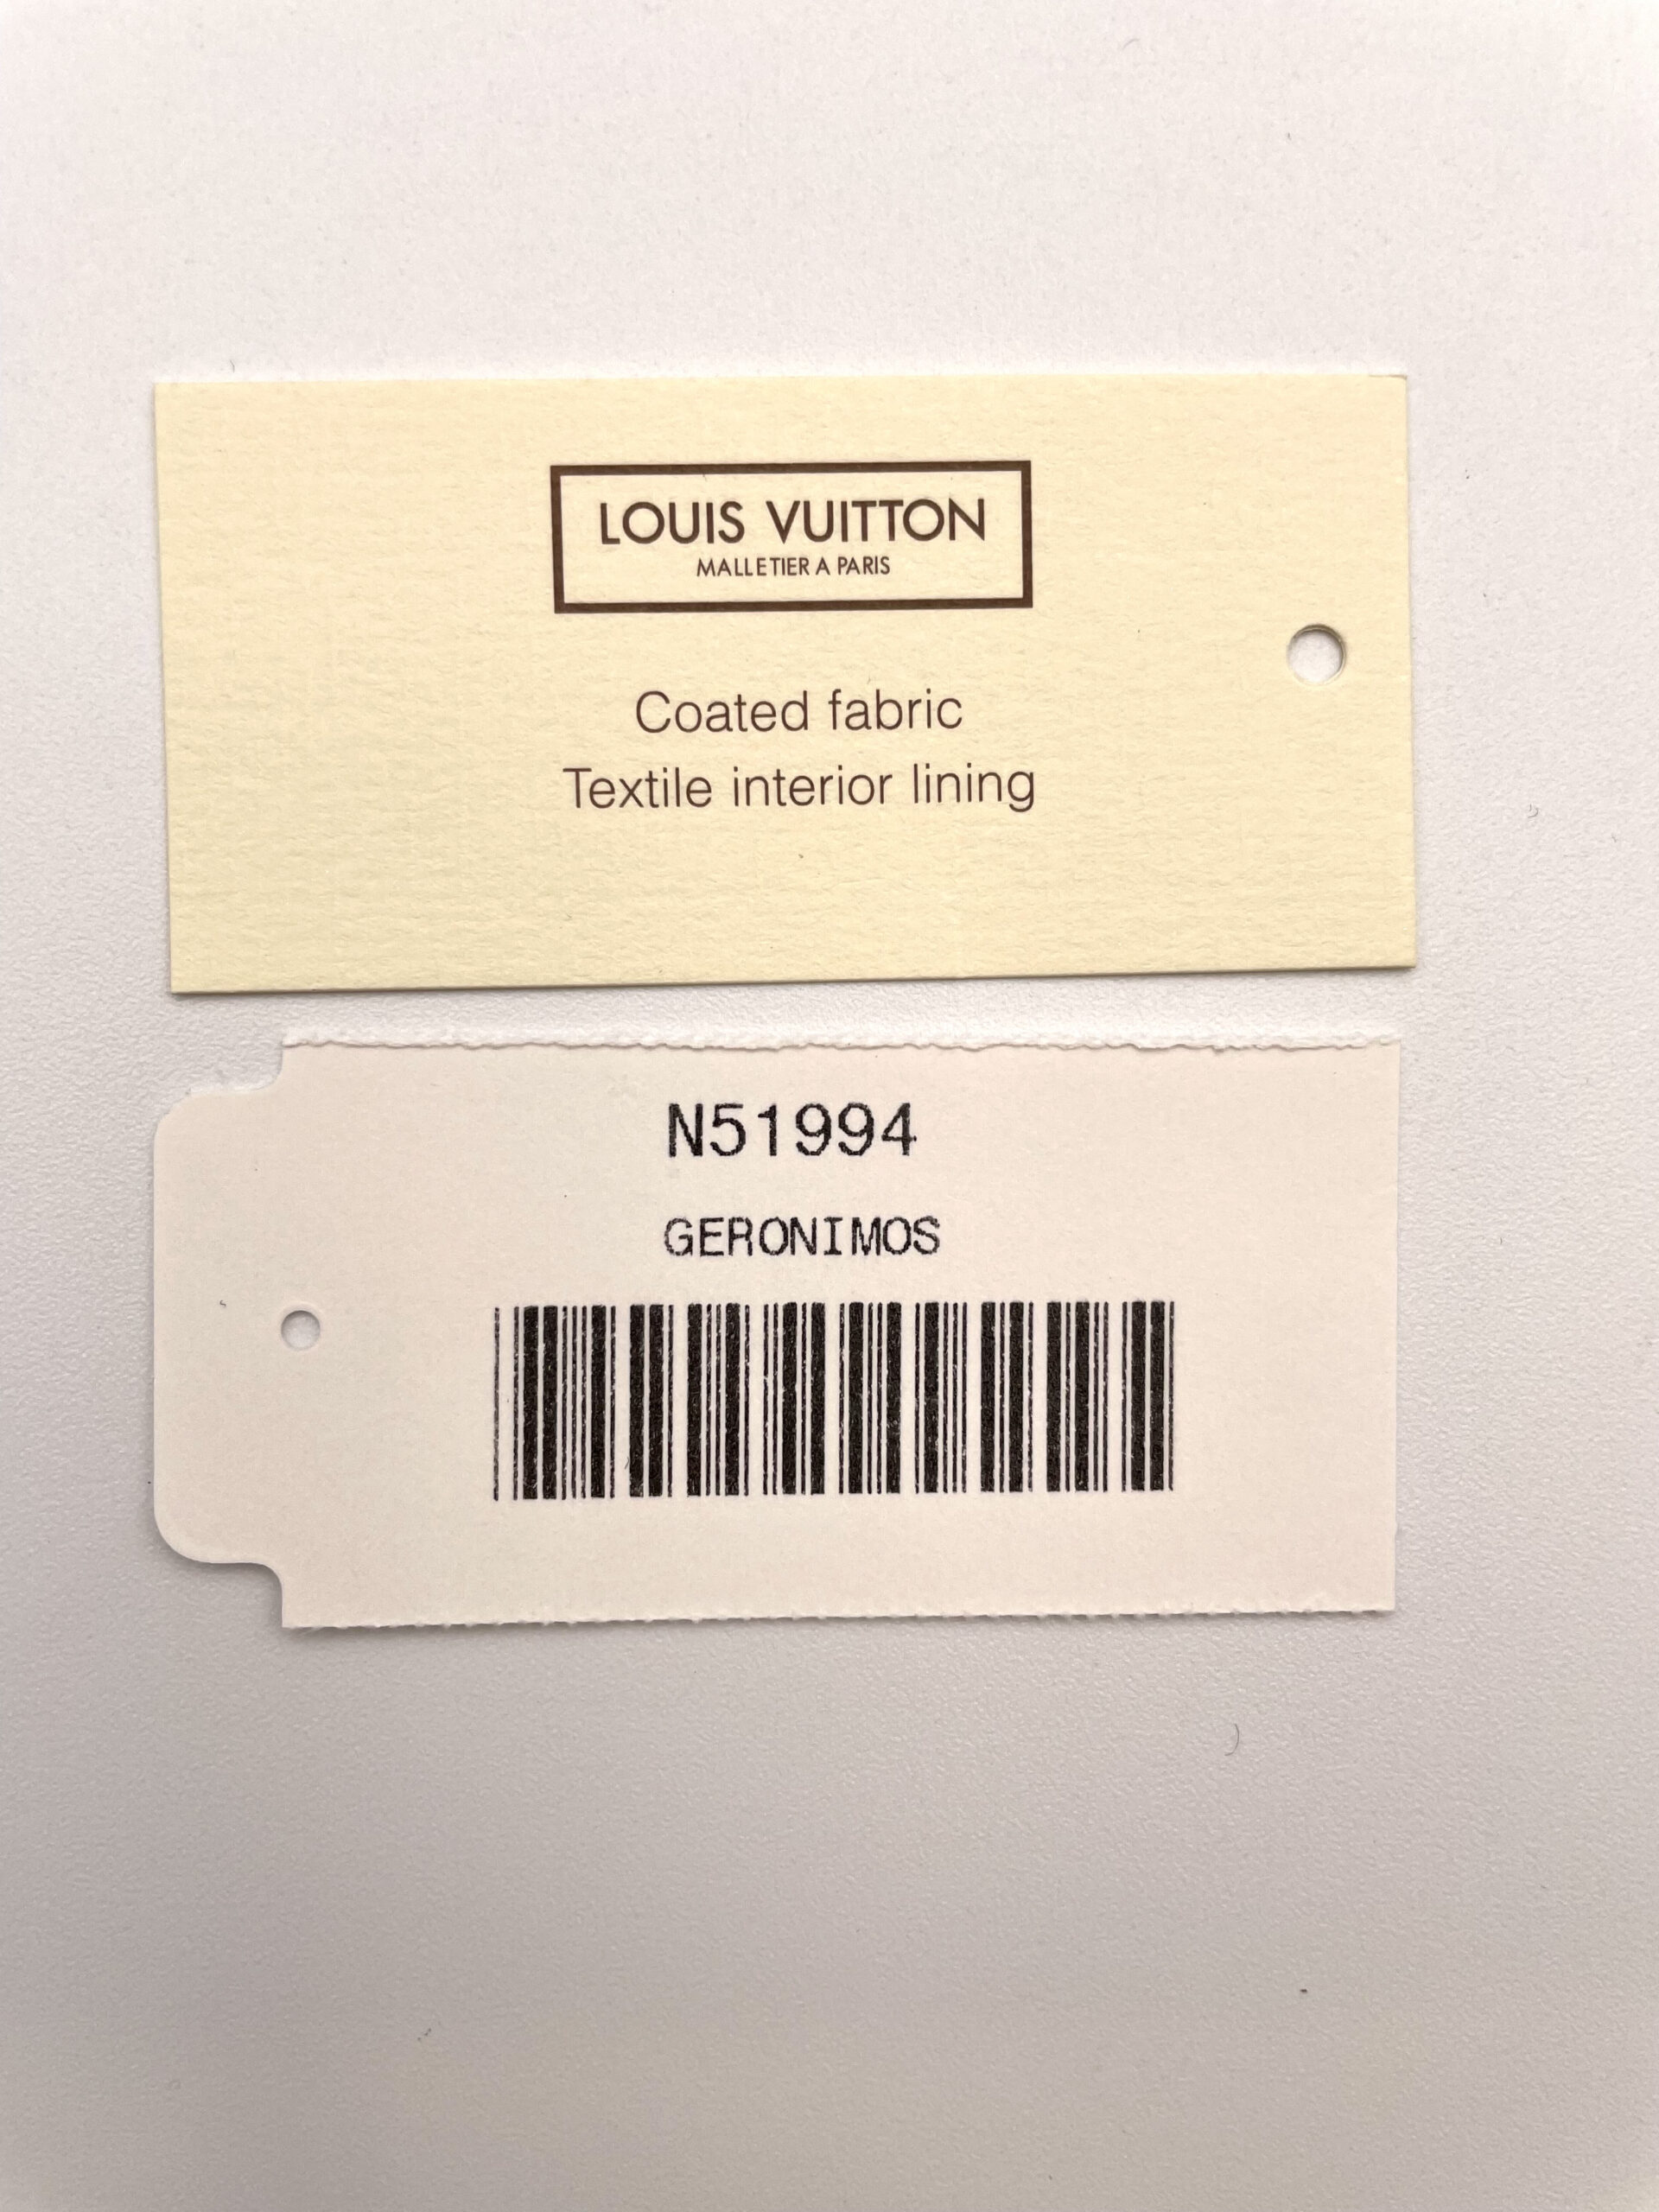 LOUIS VUITTON
MALLETIER A PARIS
Coated fabric
Textile interior lining
N51994
GERONIMOS